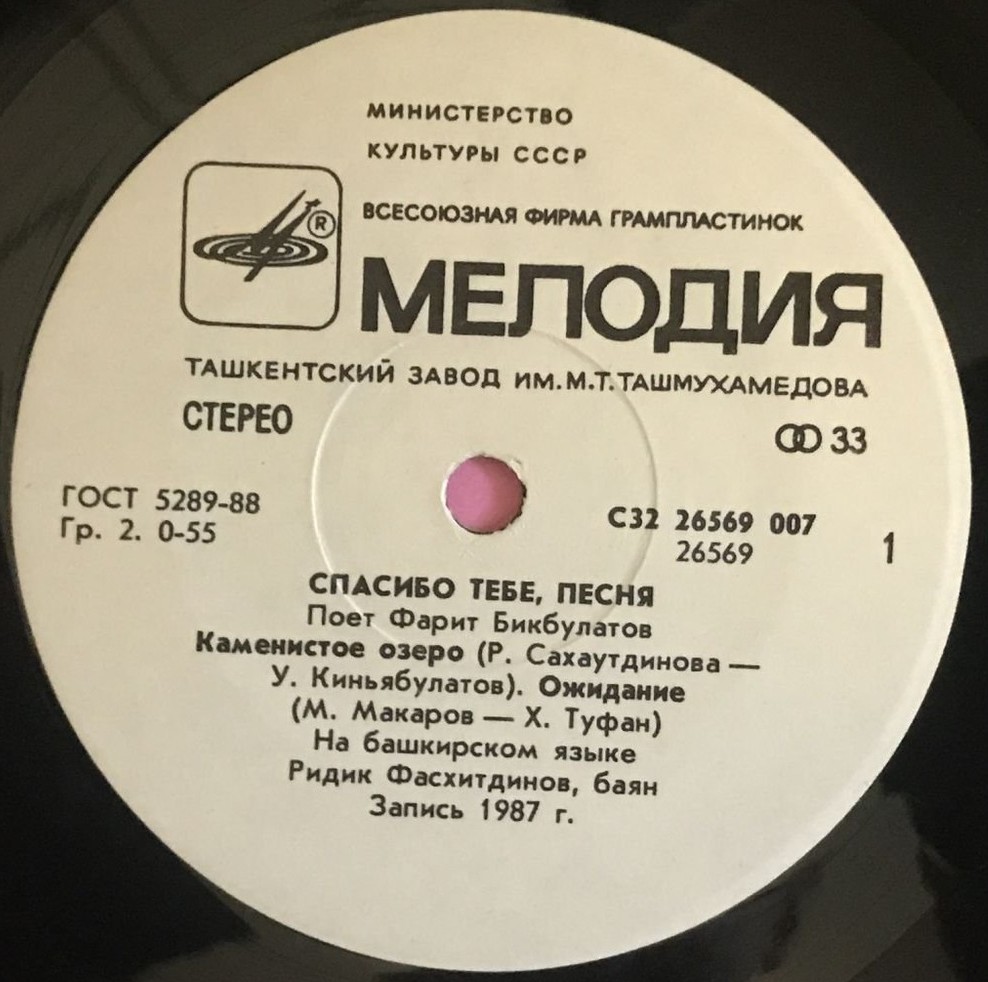 МИНИСТЕРСТВО
КУЛЬТУРЫ СССР
ВСЕСОЮЗНАЯ ФИРМА ГРАМПЛАСТИНОК
®
МЕЛОДИЯ
ТАШКЕНТСКИЙ ЗАВОД ИМ.М.Т.ТАШМУХАМЕДОВА
СТЕРЕО
33
ГОСТ 5289-88
Гр. 2. 0-55
С32 26569 007
26569
1
СПАСИБО ТЕБЕ, ПЕСНЯ
Поет Фарит Бикбулатов
Каменистое озеро (Р. Сахаутдинова —
У. Киньябулатов). Ожидание
(М. Макаров — Х. Туфан)
На башкирском языке
Ридик Фасхитдинов, баян
Запись 1987 г.